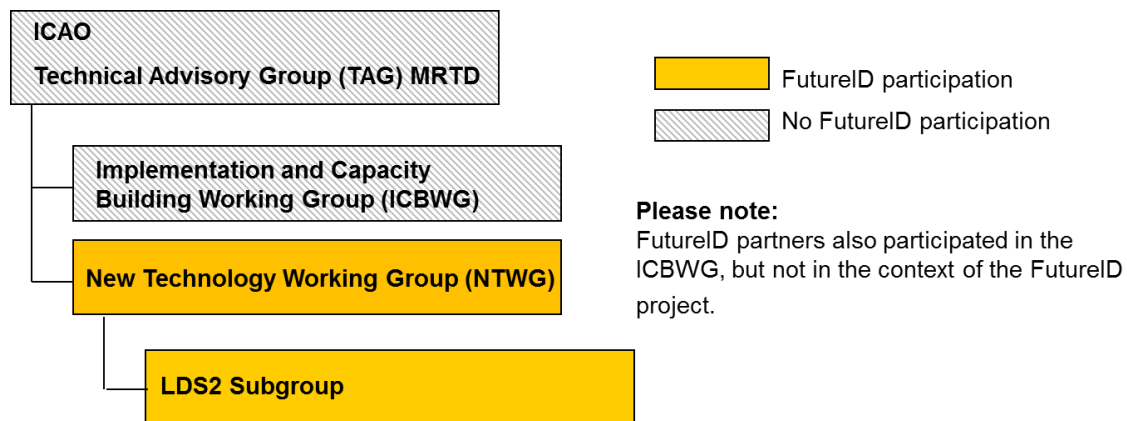 ICAO
Technical Advisory Group (TAG) MRTD
Implementation and Capacity
Building Working Group (ICBWG)
New Technology Working Group (NTWG)
LDS2 Subgroup
FutureID participation
No FutureID participation
Please note:
FutureID partners also participated in the
ICBWG, but not in the context of the FutureID
project.